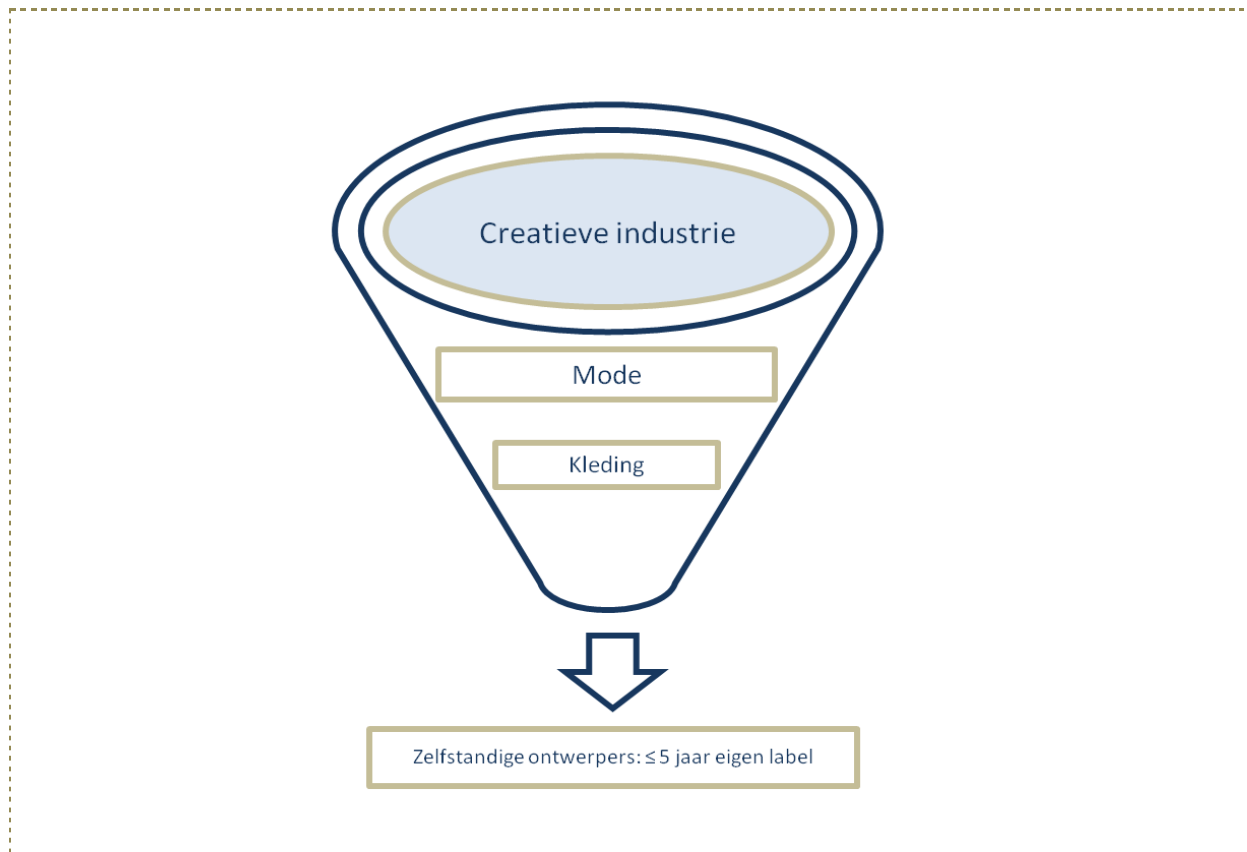 Creatieve industrie
Mode
Kleding
Zelfstandige ontwerpers: ≤ 5 jaar eigen label